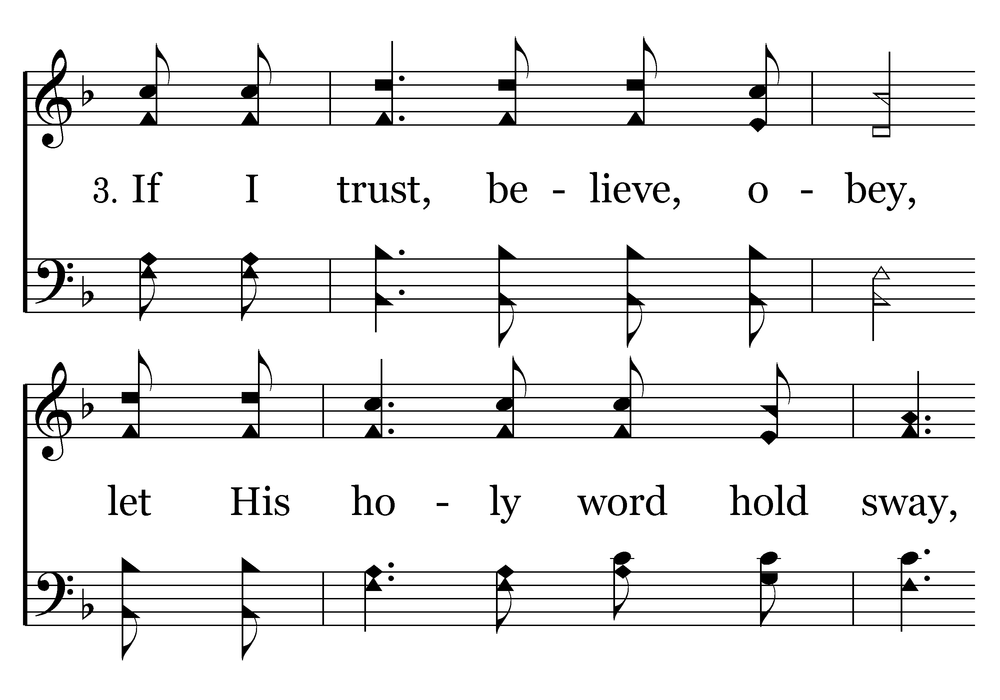 3. If I trust, be - lieve, o - bey,
let His ho - ly word hold sway,